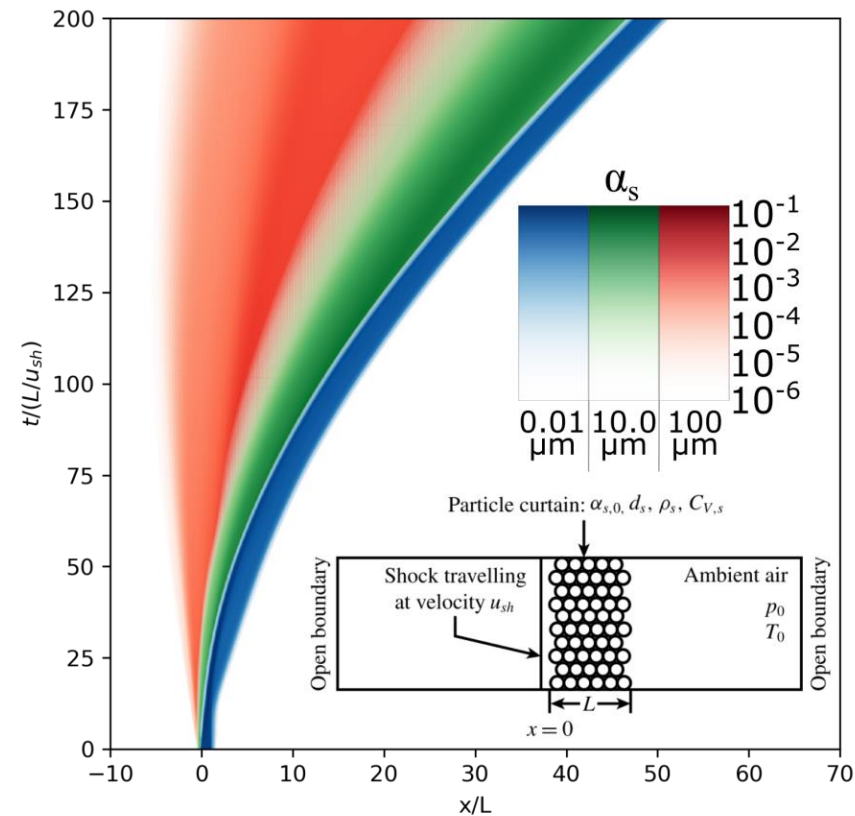 200
175
150
125
100
75
50
25
0
t/(L/u_sh)
−10
0
10
20
30
40
50
60
70
x/L
α_s
10⁻¹
10⁻²
10⁻³
10⁻⁴
10⁻⁵
10⁻⁶
0.01 10.0 100
μm μm μm
Particle curtain: α_s,0, d_s, ρ_s, C_V,s
Open boundary
Shock travelling
at velocity u_sh
Ambient air
p₀
T₀
Open boundary
L
x = 0